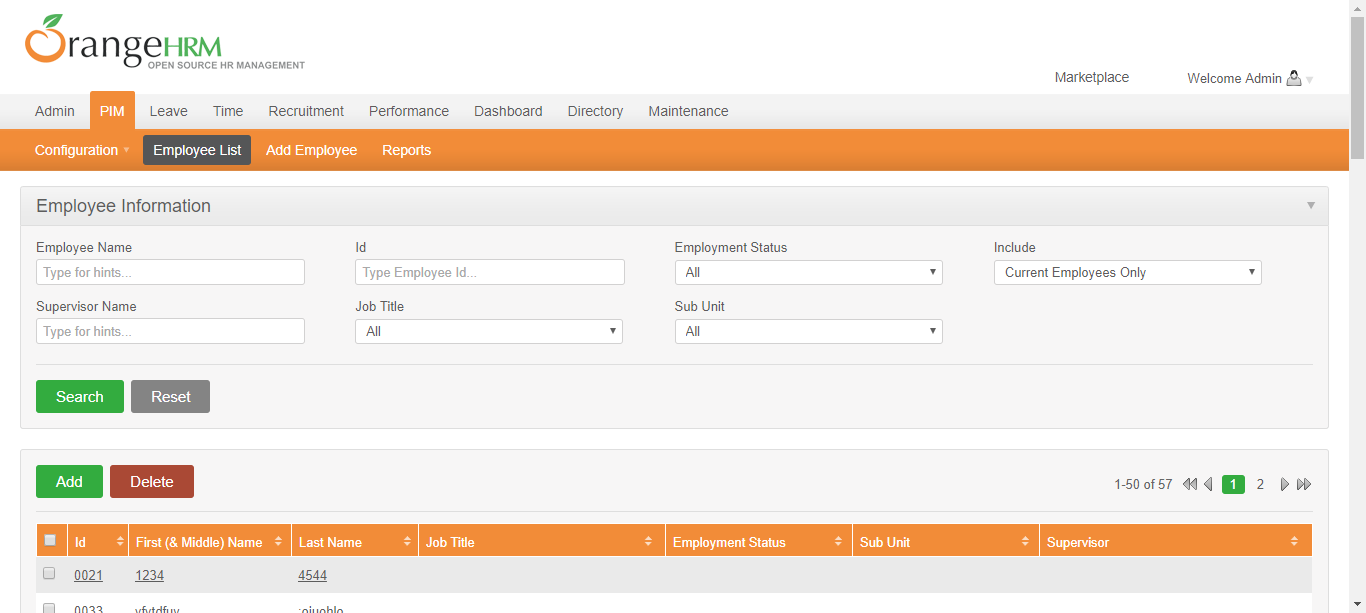 OrangeHRM
OPEN SOURCE HR MANAGEMENT
Marketplace Welcome Admin
Admin PIM Leave Time Recruitment Performance Dashboard Directory Maintenance
Configuration Employee List Add Employee Reports
Employee Information
Employee Name Id Employment Status Include
Type for hints... Type Employee Id... All Current Employees Only
Supervisor Name Job Title Sub Unit
Type for hints... All All
Search Reset
Add Delete 1-50 of 57 1 2
Id First (& Middle) Name Last Name Job Title Employment Status Sub Unit Supervisor
0021 1234 4544
0033